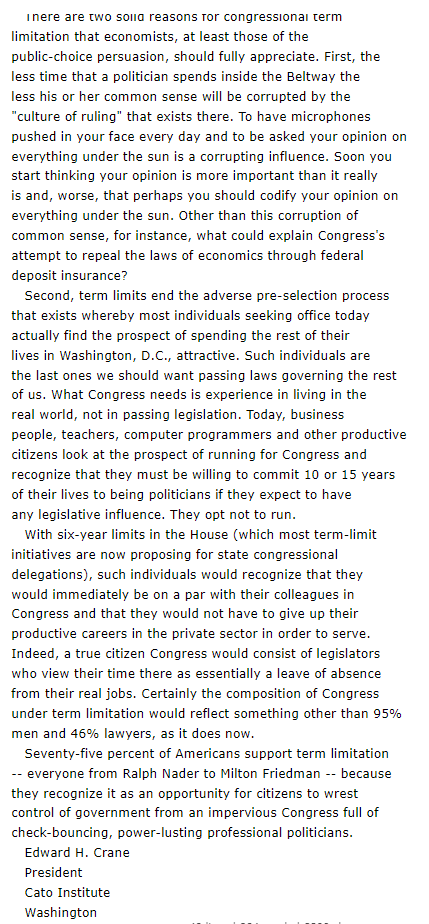 There are two solid reasons for congressional term
limitation that economists, at least those of the
public-choice persuasion, should fully appreciate. First, the
less time that a politician spends inside the Beltway the
less his or her common sense will be corrupted by the
"culture of ruling" that exists there. To have microphones
pushed in your face every day and to be asked your opinion on
everything under the sun is a corrupting influence. Soon you
start thinking your opinion is more important than it really
is and, worse, that perhaps you should codify your opinion on
everything under the sun. Other than this corruption of
common sense, for instance, what could explain Congress's
attempt to repeal the laws of economics through federal
deposit insurance?
Second, term limits end the adverse pre-selection process
that exists whereby most individuals seeking office today
actually find the prospect of spending the rest of their
lives in Washington, D.C., attractive. Such individuals are
the last ones we should want passing laws governing the rest
of us. What Congress needs is experience in living in the
real world, not in passing legislation. Today, business
people, teachers, computer programmers and other productive
citizens look at the prospect of running for Congress and
recognize that they must be willing to commit 10 or 15 years
of their lives to being politicians if they expect to have
any legislative influence. They opt not to run.
With six-year limits in the House (which most term-limit
initiatives are now proposing for state congressional
delegations), such individuals would recognize that they
would immediately be on a par with their colleagues in
Congress and that they would not have to give up their
productive careers in the private sector in order to serve.
Indeed, a true citizen Congress would consist of legislators
who view their time there as essentially a leave of absence
from their real jobs. Certainly the composition of Congress
under term limitation would reflect something other than 95%
men and 46% lawyers, as it does now.
Seventy-five percent of Americans support term limitation
-- everyone from Ralph Nader to Milton Friedman -- because
they recognize it as an opportunity for citizens to wrest
control of government from an impervious Congress full of
check-bouncing, power-lusting professional politicians.
Edward H. Crane
President
Cato Institute
Washington